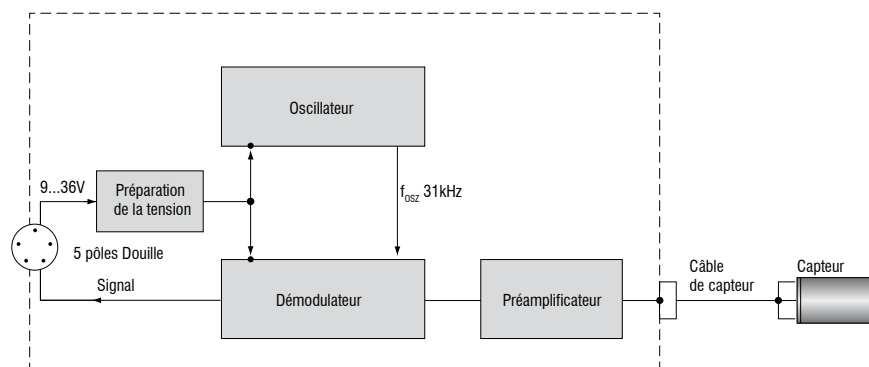 Oscillateur
9...36V
Préparation
de la tension
fosz 31kHz
5 pôles Douille
Signal
Démodulateur
Préamplificateur
Câble
de capteur
Capteur